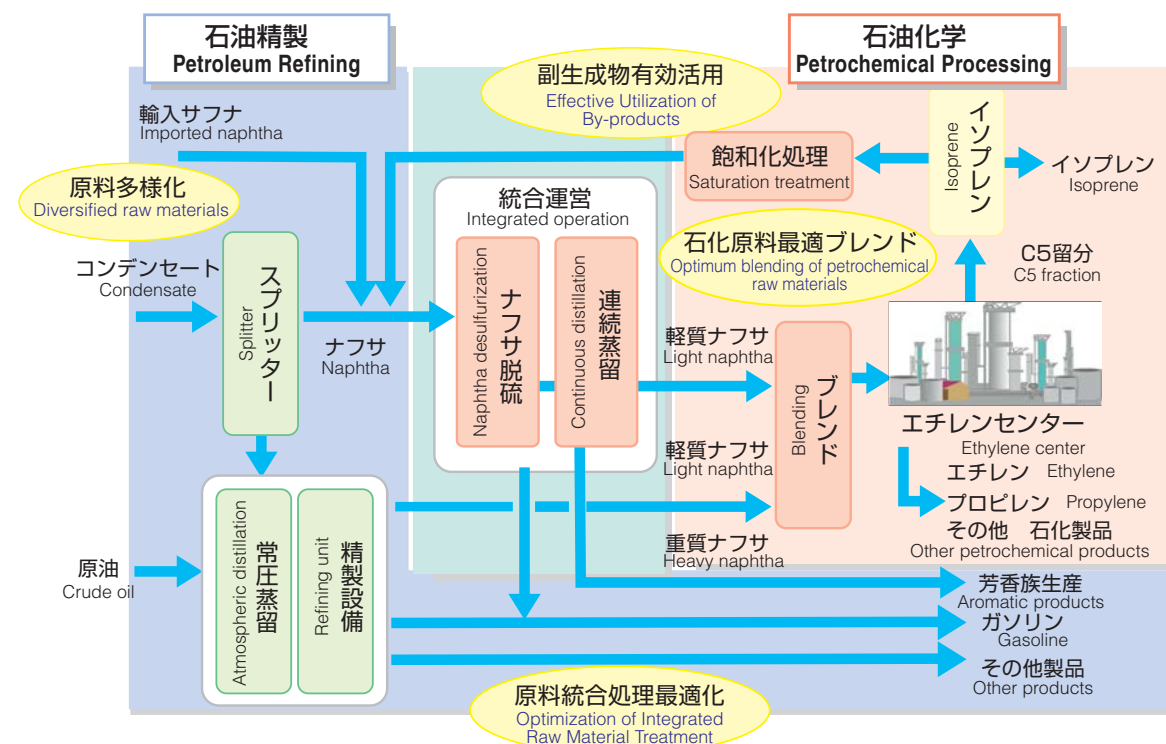 石油精製
Petroleum Refining
石油化学
Petrochemical Processing
副生成物有効活用
Effective Utilization of
By-products
輸入サフナ
Imported naphtha
原料多様化
Diversified raw materials
コンデンセート
Condensate
スプリッター
Splitter
ナフサ
Naphtha
統合運営
Integrated operation
ナフサ脱硫
Naphtha desulfurization
連続蒸留
Continuous distillation
飽和化処理
Saturation treatment
イソプレン
Isoprene
イソプレン
Isoprene
石化原料最適ブレンド
Optimum blending of petrochemical
raw materials
C5留分
C5 fraction
軽質ナフサ
Light naphtha
ブレンド
Blending
軽質ナフサ
Light naphtha
重質ナフサ
Heavy naphtha
エチレンセンター
Ethylene center
エチレン Ethylene
プロピレン Propylene
その他 石化製品
Other petrochemical products
原油
Crude oil
常圧蒸留
Atmospheric distillation
精製設備
Refining unit
芳香族生産
Aromatic products
ガソリン
Gasoline
その他製品
Other products
原料統合処理最適化
Optimization of Integrated
Raw Material Treatment